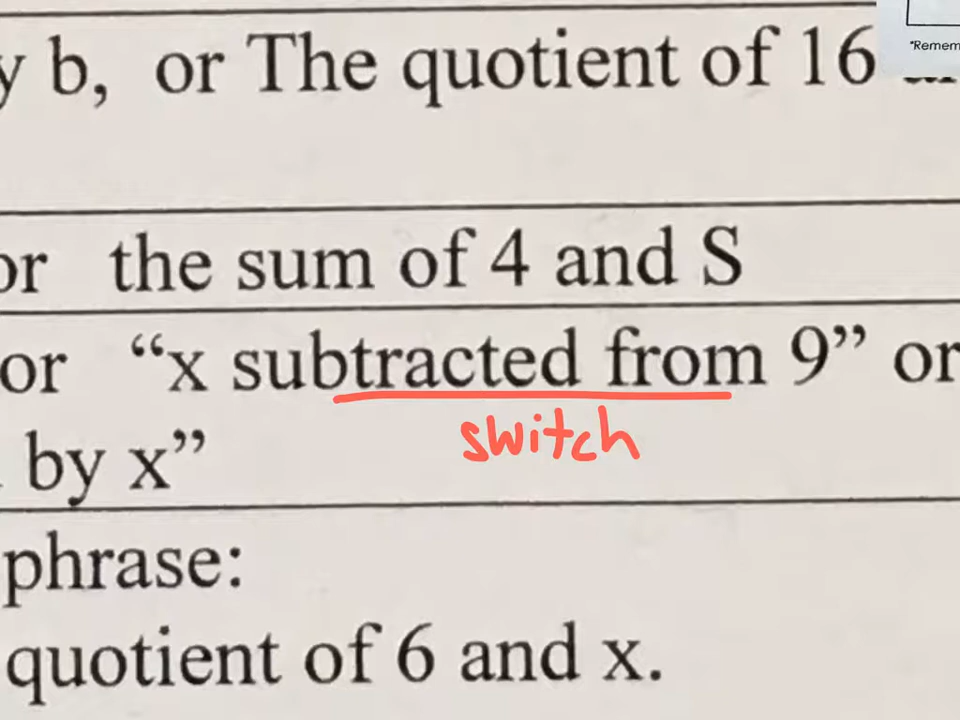 y b, or The quotient of 16
*Remem
or the sum of 4 and S
or “x subtracted from 9” or
switch
by x”
phrase:
quotient of 6 and x.